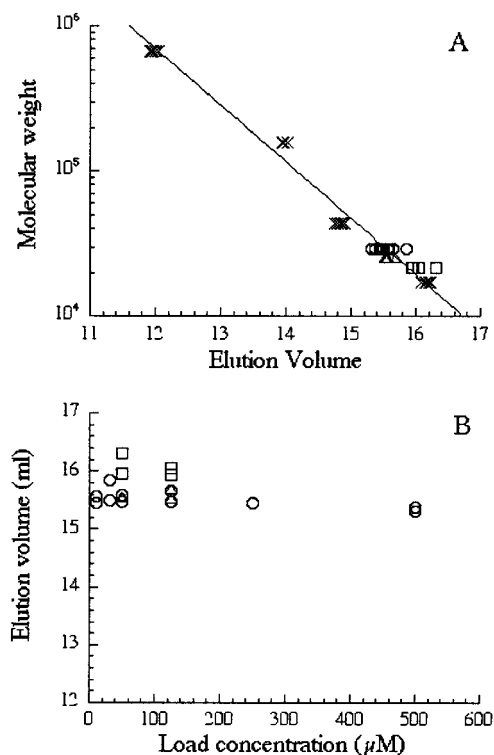 A
10⁶
10⁵
10⁴
Molecular weight
11 12 13 14 15 16 17
Elution Volume
B
17
16
15
14
13
12
Elution volume (ml)
0 100 200 300 400 500 600
Load concentration (μM)